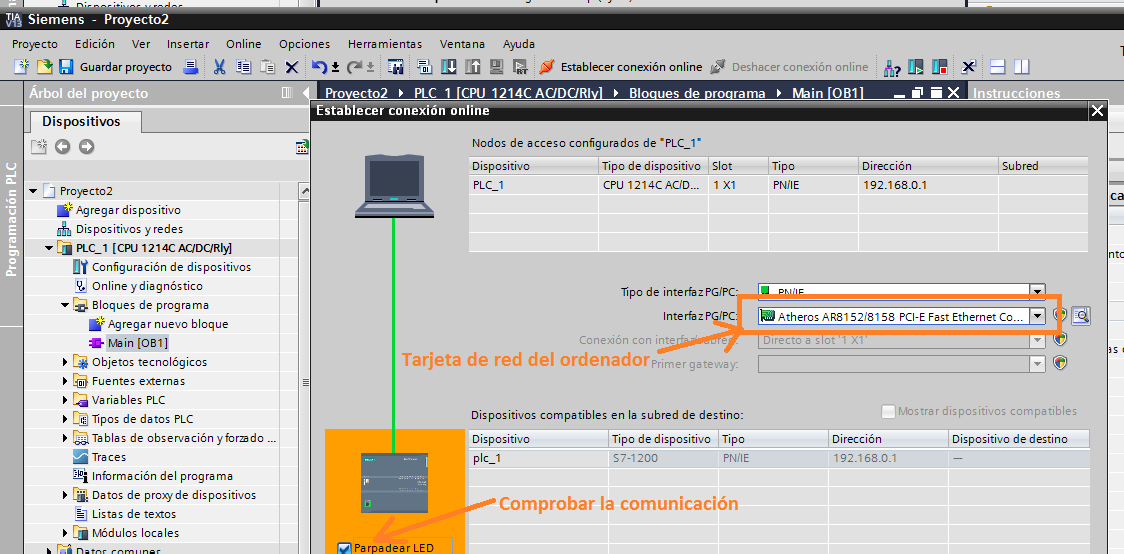 Dispositivos y redes
TIA V13 Siemens - Proyecto2
Proyecto Edición Ver Insertar Online Opciones Herramientas Ventana Ayuda
Guardar proyecto Establecer conexión online Deshacer conexión online
Árbol del proyecto
Proyecto2 PLC_1 [CPU 1214C AC/DC/Rly] Bloques de programa Main [OB1]
Instrucciones
Dispositivos
Programación PLC
Proyecto2
Agregar dispositivo
Dispositivos y redes
PLC_1 [CPU 1214C AC/DC/Rly]
Configuración de dispositivos
Online y diagnóstico
Bloques de programa
Agregar nuevo bloque
Main [OB1]
Objetos tecnológicos
Fuentes externas
Variables PLC
Tipos de datos PLC
Tablas de observación y forzado ...
Traces
Información del programa
Datos de proxy de dispositivos
Listas de textos
Módulos locales
Datos comunes
Establecer conexión online
Nodos de acceso configurados de "PLC_1"
Dispositivo Tipo de dispositivo Slot Tipo Dirección Subred
PLC_1 CPU 1214C AC/D... 1 X1 PN/IE 192.168.0.1
Tipo de interfaz PG/PC: PN/IE
Interfaz PG/PC: Atheros AR8152/8158 PCI-E Fast Ethernet Co...
Conexión con interfaz/subred: Directo a slot '1 X1'
Tarjeta de red del ordenador
Primer gateway:
Dispositivos compatibles en la subred de destino:
Mostrar dispositivos compatibles
Dispositivo Tipo de dispositivo Tipo Dirección Dispositivo de destino
plc_1 S7-1200 PN/IE 192.168.0.1 —
Comprobar la comunicación
Parpadear LED